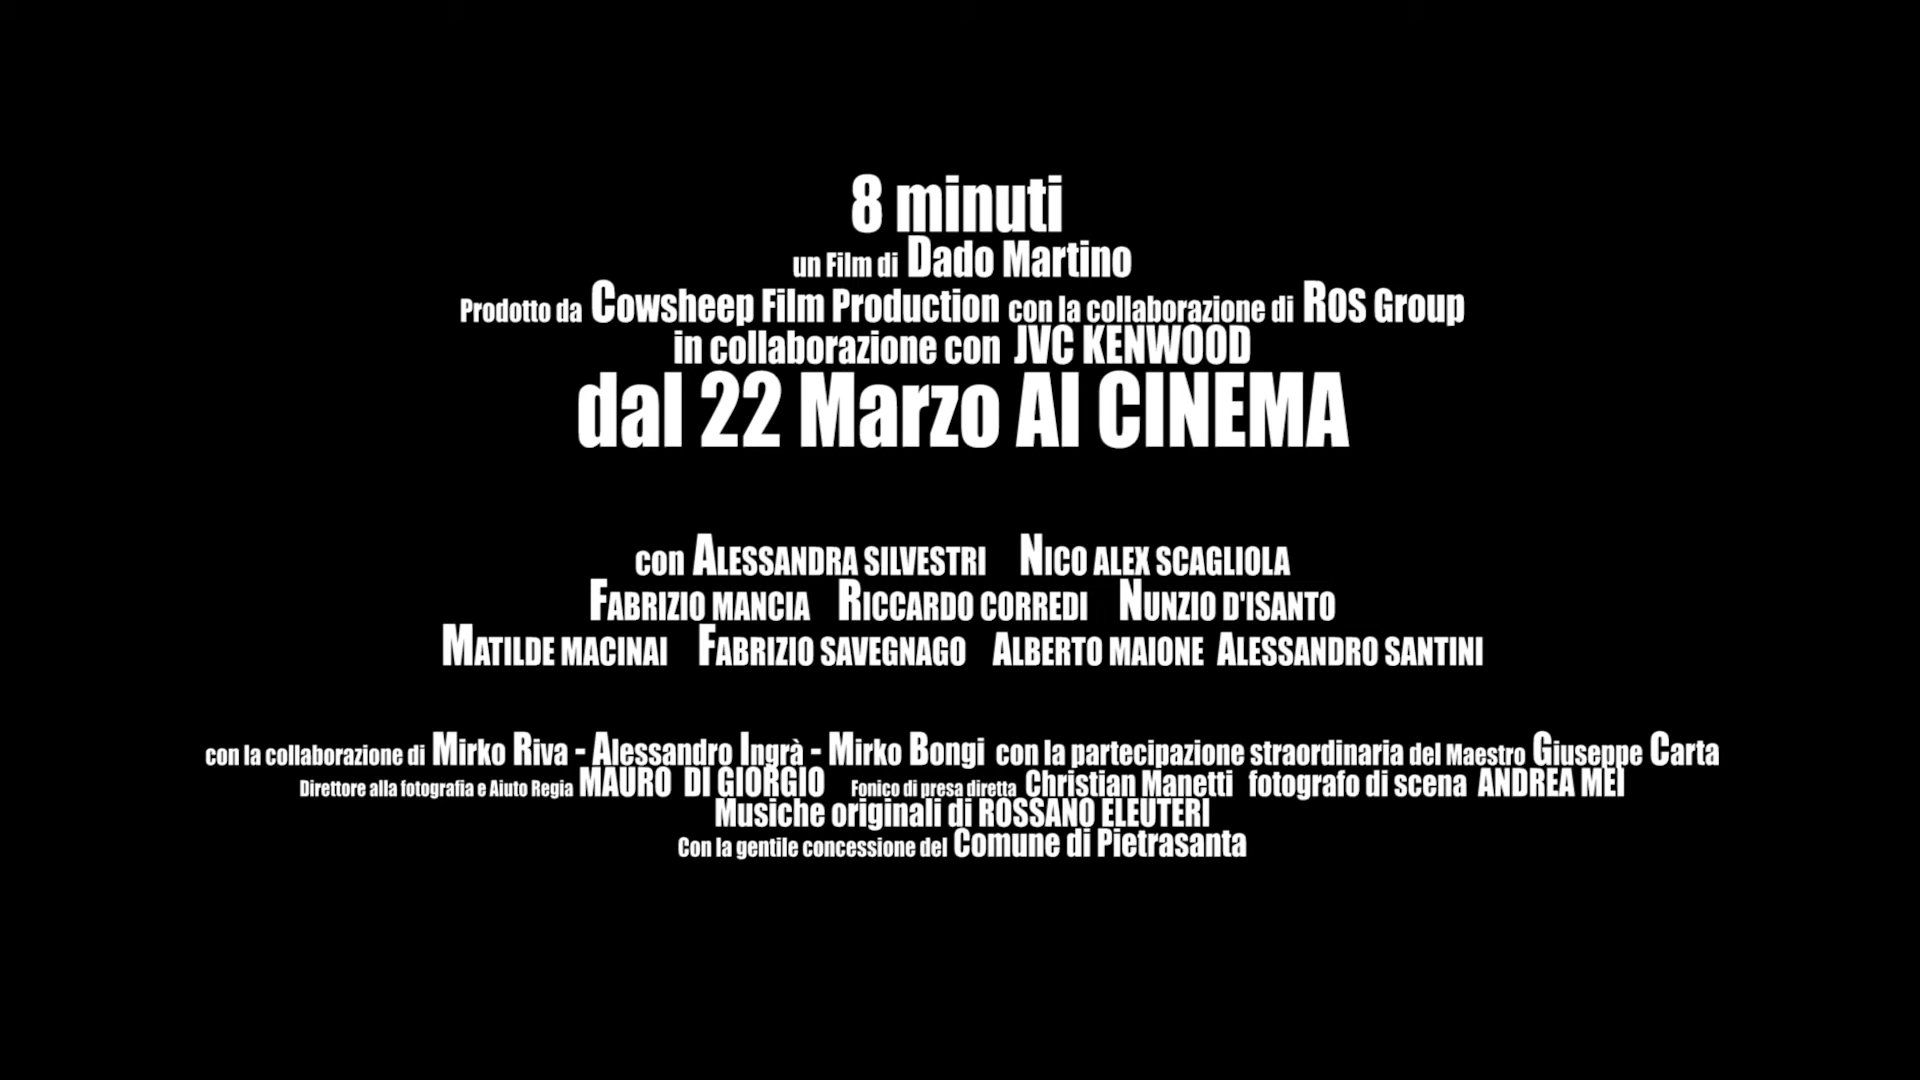 8 minuti
un Film di Dado Martino
Prodotto da Cowsheep Film Production con la collaborazione di ROS Group
in collaborazione con JVC KENWOOD
dal 22 Marzo AI CINEMA
con ALESSANDRA SILVESTRI NICO ALEX SCAGLIOLA
FABRIZIO MANCIA RICCARDO CORREDI NUNZIO D'ISANTO
MATILDE MACINAI FABRIZIO SAVEGNAGO ALBERTO MAIONE ALESSANDRO SANTINI
con la collaborazione di Mirko Riva - Alessandro Ingrà - Mirko Bongi con la partecipazione straordinaria del Maestro Giuseppe Carta
Direttore alla fotografia e Aiuto Regia MAURO DI GIORGIO Fonico di presa diretta Christian Manetti fotografo di scena ANDREA MEI
Musiche originali di ROSSANO ELEUTERI
Con la gentile concessione del Comune di Pietrasanta